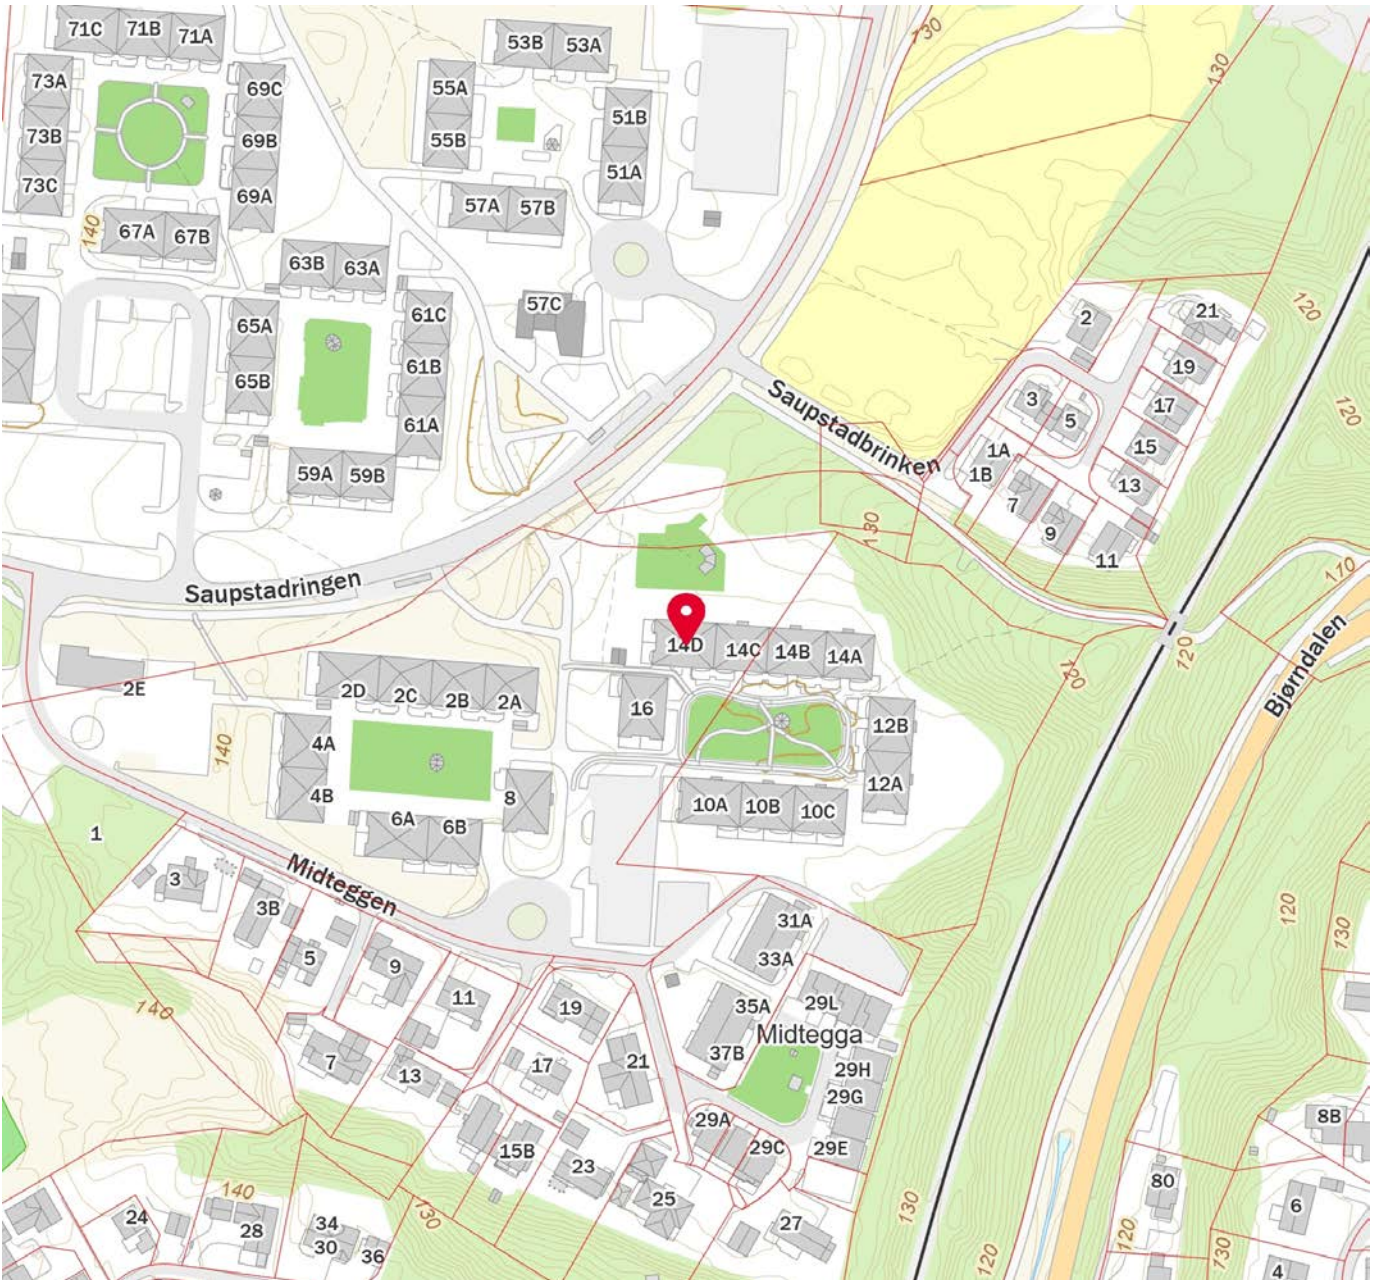 71C 71B 71A
53B 53A
130
73A
69C
55A
130
51B
73B
69B
55B
73C
69A
51A
140
67A 67B
57A 57B
63B 63A
57C
61C
65A
2
21
120
61B
19
65B
3
17
120
61A
5
Saupstadbrinken
15
1A
1B
13
59A 59B
7
130
9
11
110
Saupstadringen
14D 14C 14B 14A
120
120
Bjørndalen
2E
2D 2C 2B 2A
16
12B
140
4A
12A
4B
8
10A 10B 10C
6A 6B
1
3
Midteggen
3B
31A
120
130
5
9
33A
11
19
35A
29L
140
Midtegga
37B
7
13
17
21
29H
29G
29A
8B
15B
29C
29E
23
80
140
25
130
130
6
24
28
34
30
36
27
120
120
130
4